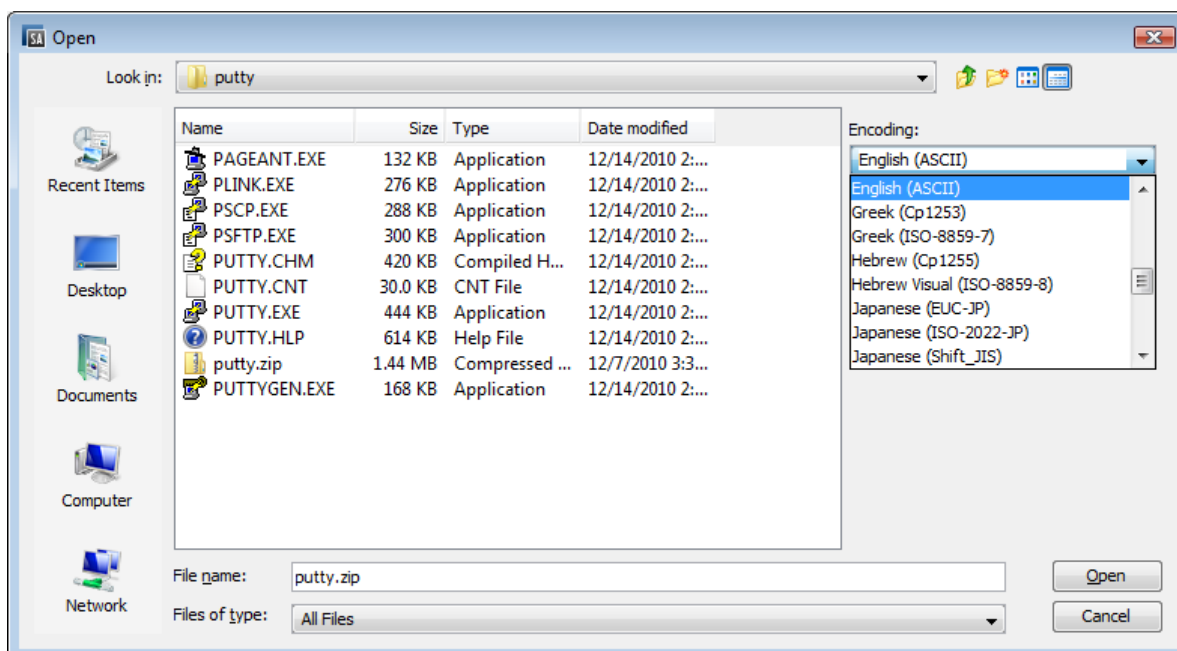 SA Open
Look in: putty
Recent Items
Desktop
Documents
Computer
Network
Name Size Type Date modified
PAGEANT.EXE 132 KB Application 12/14/2010 2:...
PLINK.EXE 276 KB Application 12/14/2010 2:...
PSCP.EXE 288 KB Application 12/14/2010 2:...
PSFTP.EXE 300 KB Application 12/14/2010 2:...
PUTTY.CHM 420 KB Compiled H... 12/14/2010 2:...
PUTTY.CNT 30.0 KB CNT File 12/14/2010 2:...
PUTTY.EXE 444 KB Application 12/14/2010 2:...
PUTTY.HLP 614 KB Help File 12/14/2010 2:...
putty.zip 1.44 MB Compressed ... 12/7/2010 3:3...
PUTTYGEN.EXE 168 KB Application 12/14/2010 2:...
Encoding:
English (ASCII)
English (ASCII)
Greek (Cp1253)
Greek (ISO-8859-7)
Hebrew (Cp1255)
Hebrew Visual (ISO-8859-8)
Japanese (EUC-JP)
Japanese (ISO-2022-JP)
Japanese (Shift_JIS)
File name: putty.zip
Open
Files of type: All Files
Cancel